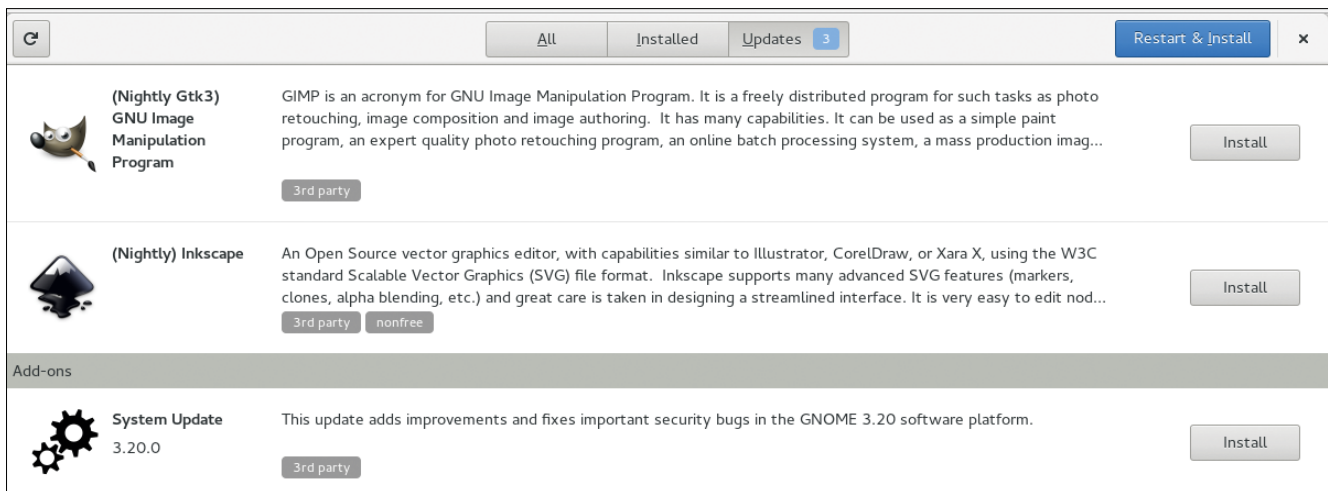 All Installed Updates 3 Restart & Install
(Nightly Gtk3)
GNU Image
Manipulation
Program
GIMP is an acronym for GNU Image Manipulation Program. It is a freely distributed program for such tasks as photo
retouching, image composition and image authoring.  It has many capabilities. It can be used as a simple paint
program, an expert quality photo retouching program, an online batch processing system, a mass production imag...
3rd party
Install
(Nightly) Inkscape
An Open Source vector graphics editor, with capabilities similar to Illustrator, CorelDraw, or Xara X, using the W3C
standard Scalable Vector Graphics (SVG) file format.  Inkscape supports many advanced SVG features (markers,
clones, alpha blending, etc.) and great care is taken in designing a streamlined interface. It is very easy to edit nod...
3rd party nonfree
Install
Add-ons
System Update
3.20.0
This update adds improvements and fixes important security bugs in the GNOME 3.20 software platform.
3rd party
Install